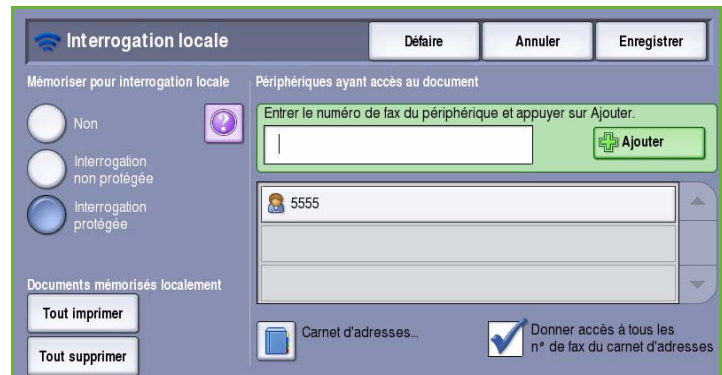 Interrogation locale
Défaire
Annuler
Enregistrer
Mémoriser pour interrogation locale
Non
Interrogation
non protégée
Interrogation
protégée
Documents mémorisés localement
Tout imprimer
Tout supprimer
Périphériques ayant accès au document
Entrer le numéro de fax du périphérique et appuyer sur Ajouter.
Ajouter
5555
Carnet d'adresses...
Donner accès à tous les
n° de fax du carnet d'adresses